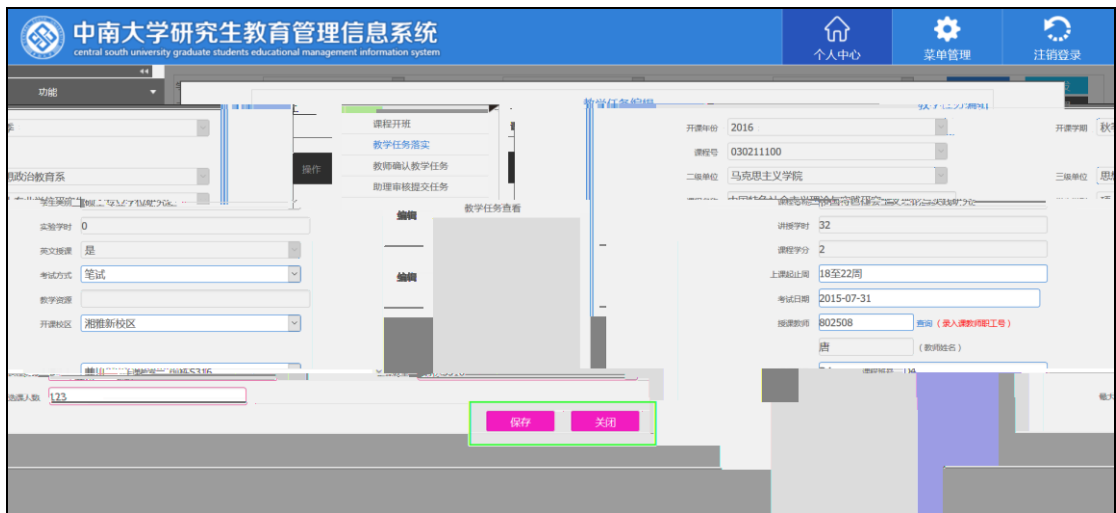 中南大学研究生教育管理信息系统
central south university graduate students educational management information system
个人中心
菜单管理
注销登录
功能
教学任务编辑
课程开班
教学任务落实
教师确认教学任务
助理审核提交任务
操作
开课年份 2016
开课学期 秋
课程号 030211100
二级单位 马克思主义学院
三级单位 思
政治教育系
实验学时 0
英文授课 是
考试方式 笔试
教学资源
开课校区 湘雅新校区
编辑
编辑
教学任务查看
讲授学时 32
课程学分 2
上课起止周 18至22周
考试日期 2015-07-31
授课教师 802508 查询（录入课教师职工号）
唐 （教师姓名）
选课人数 123
保存 关闭